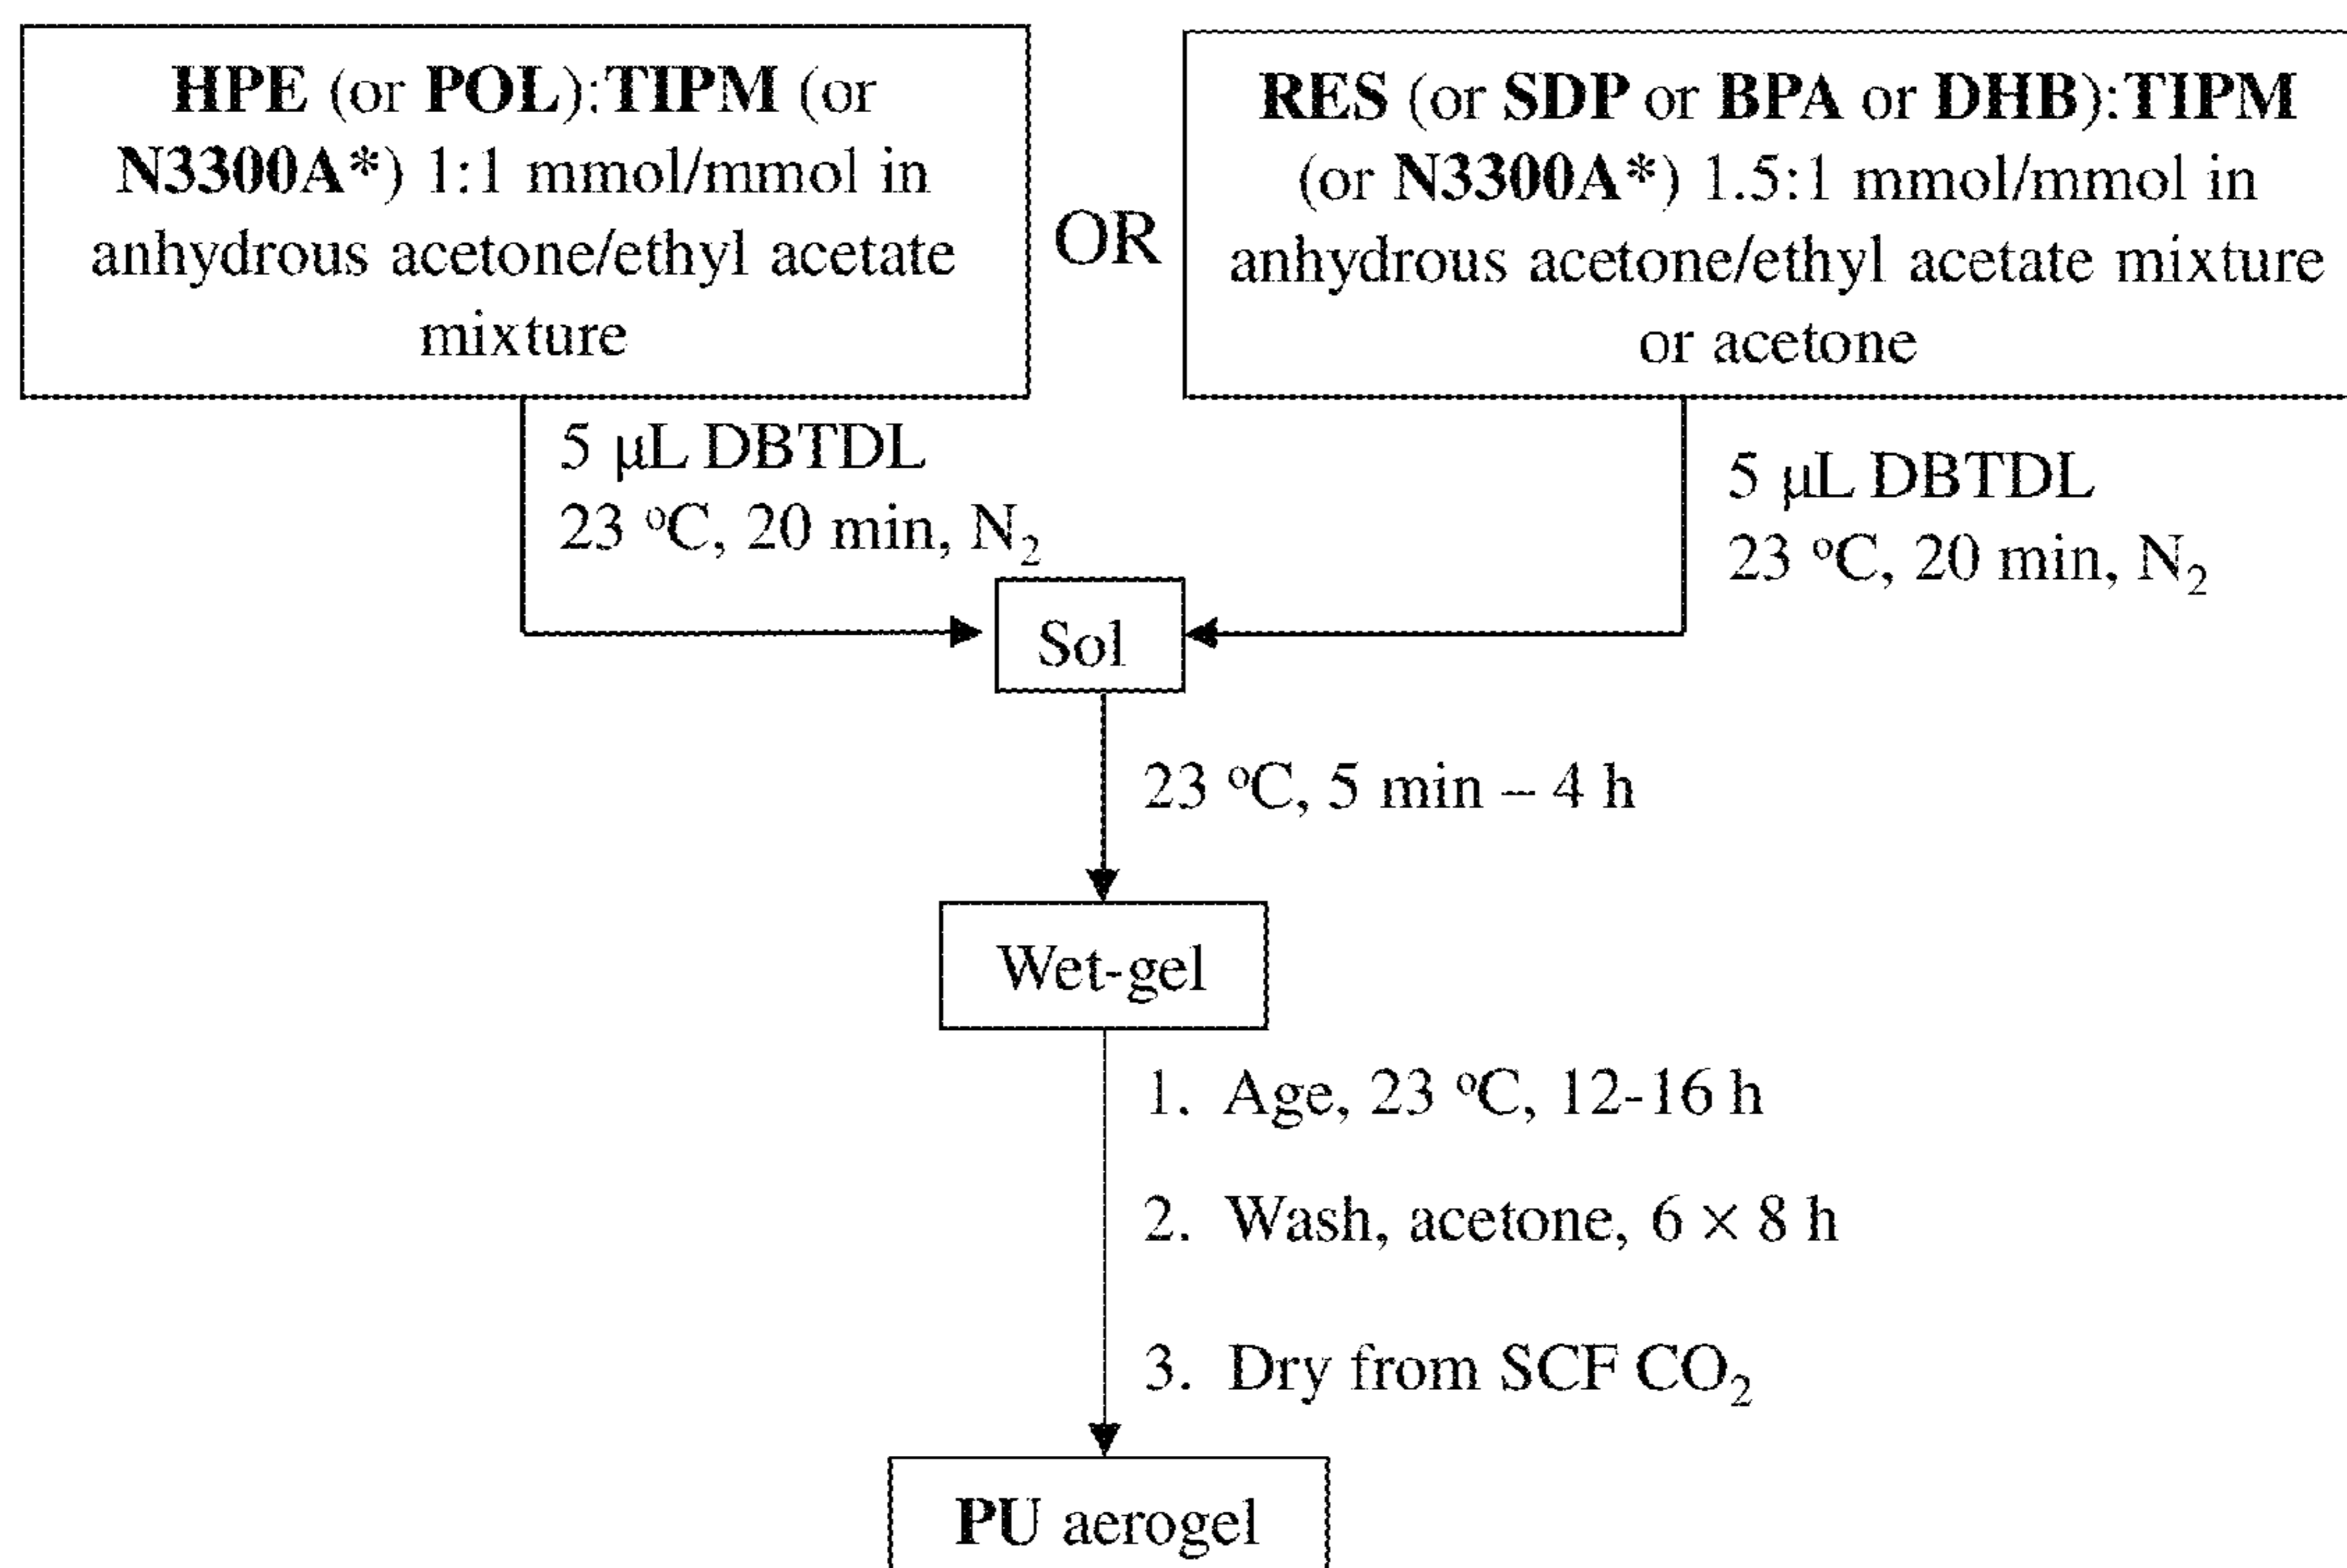 HPE (or POL):TIPM (or
N3300A*) 1:1 mmol/mmol in
anhydrous acetone/ethyl acetate
mixture
OR
RES (or SDP or BPA or DHB):TIPM
(or N3300A*) 1.5:1 mmol/mmol in
anhydrous acetone/ethyl acetate mixture
or acetone
5 μL DBTDL
23 °C, 20 min, N₂
5 μL DBTDL
23 °C, 20 min, N₂
Sol
23 °C, 5 min – 4 h
Wet-gel
1. Age, 23 °C, 12-16 h
2. Wash, acetone, 6 × 8 h
3. Dry from SCF CO₂
PU aerogel